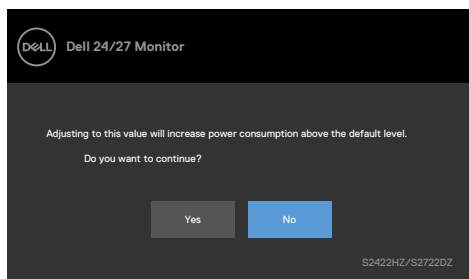 DELL
Dell 24/27 Monitor
Adjusting to this value will increase power consumption above the default level.
Do you want to continue?
Yes
No
S2422HZ/S2722DZ